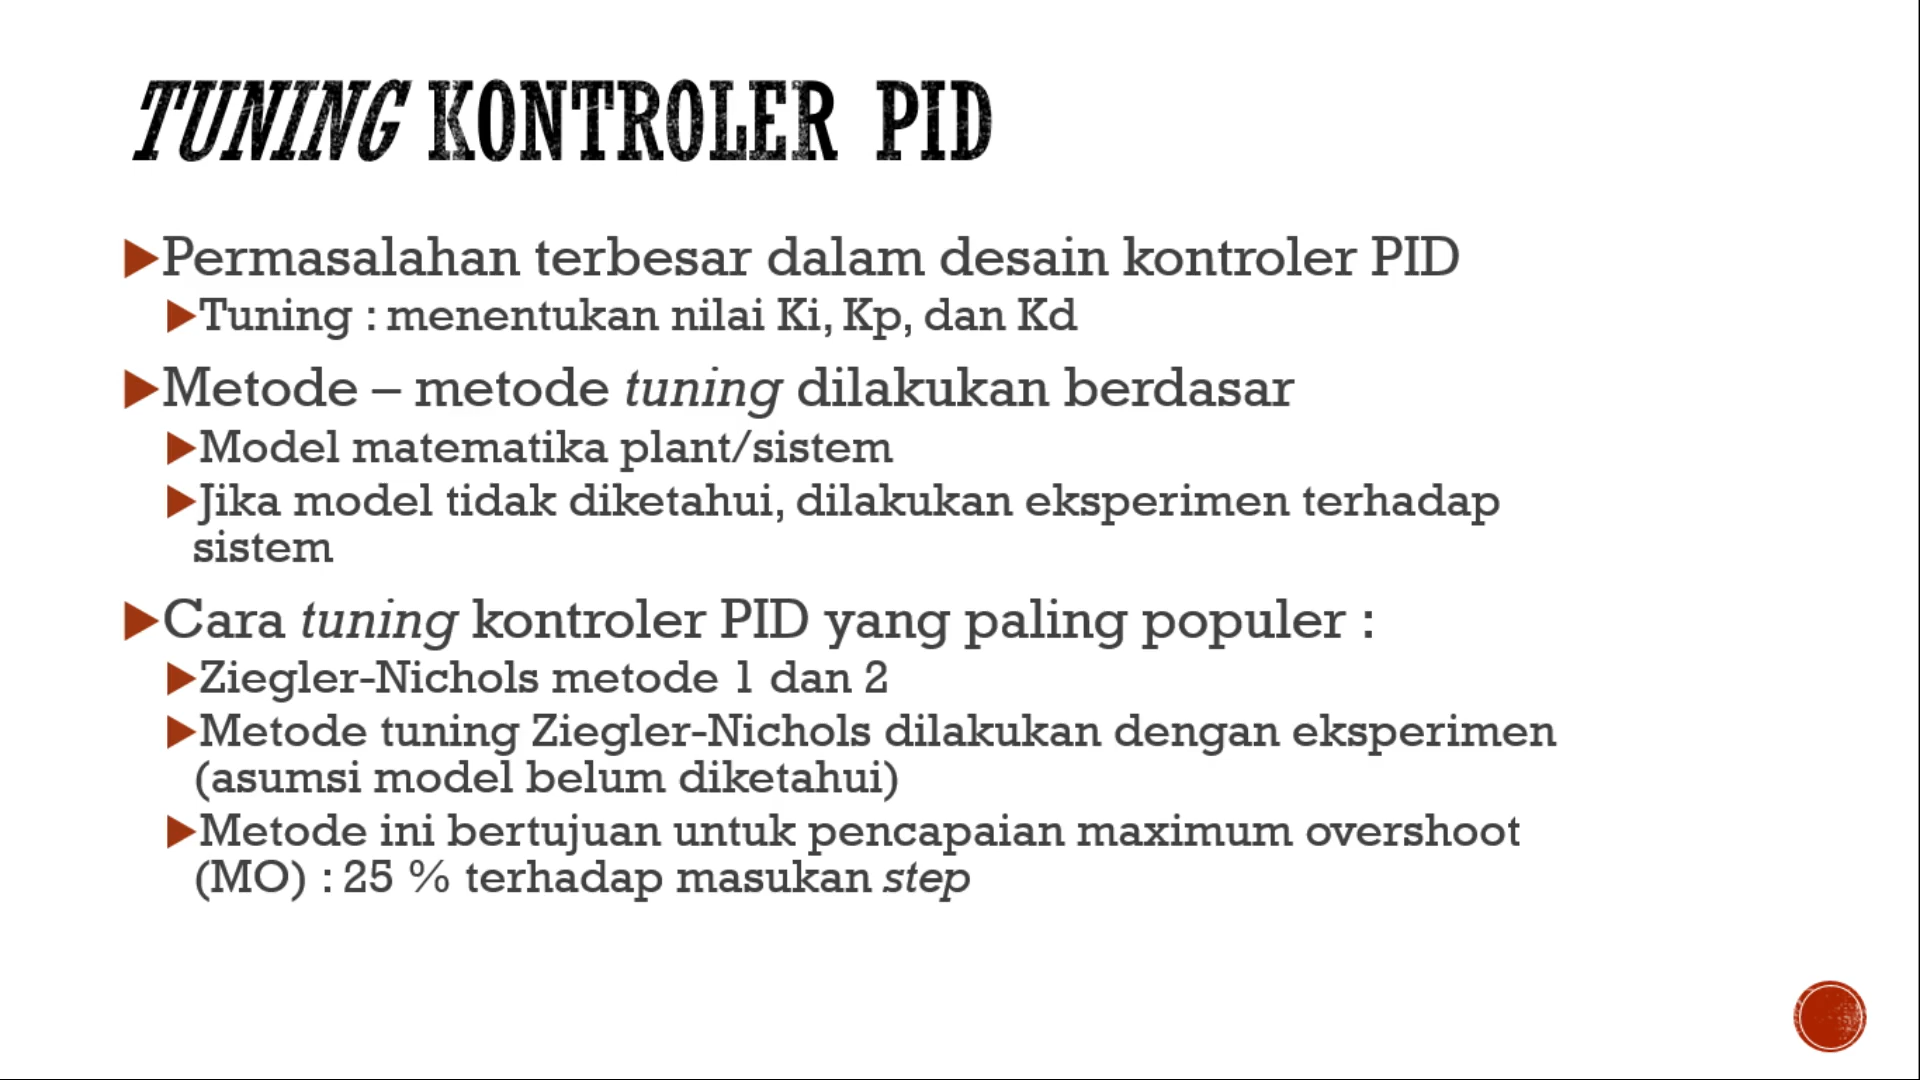 TUNING KONTROLER PID
Permasalahan terbesar dalam desain kontroler PID
Tuning : menentukan nilai Ki, Kp, dan Kd
Metode – metode tuning dilakukan berdasar
Model matematika plant/sistem
Jika model tidak diketahui, dilakukan eksperimen terhadap
sistem
Cara tuning kontroler PID yang paling populer :
Ziegler-Nichols metode 1 dan 2
Metode tuning Ziegler-Nichols dilakukan dengan eksperimen
(asumsi model belum diketahui)
Metode ini bertujuan untuk pencapaian maximum overshoot
(MO) : 25 % terhadap masukan step